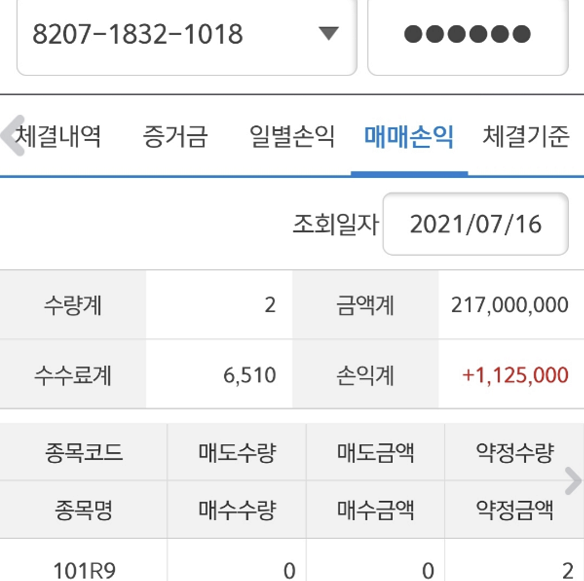 8207-1832-1018 ▼ ●●●●●●
체결내역 증거금 일별손익 매매손익 체결기준
조회일자 2021/07/16
수량계 2 금액계 217,000,000
수수료계 6,510 손익계 +1,125,000
종목코드 매도수량 매도금액 약정수량
종목명 매수수량 매수금액 약정금액
101R9 0 0 2